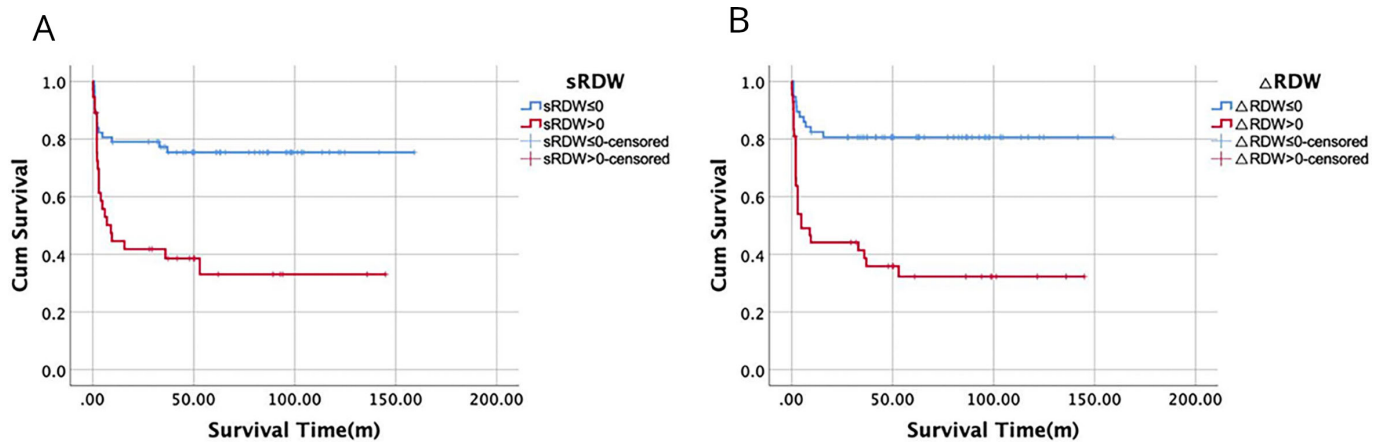 A
Cum Survival
1.0
0.8
0.6
0.4
0.2
0.0
.00 50.00 100.00 150.00 200.00
Survival Time(m)
sRDW
sRDW≤0
sRDW>0
sRDW≤0-censored
sRDW>0-censored
B
Cum Survival
1.0
0.8
0.6
0.4
0.2
0.0
.00 50.00 100.00 150.00 200.00
Survival Time(m)
△RDW
△RDW≤0
△RDW>0
△RDW≤0-censored
△RDW>0-censored